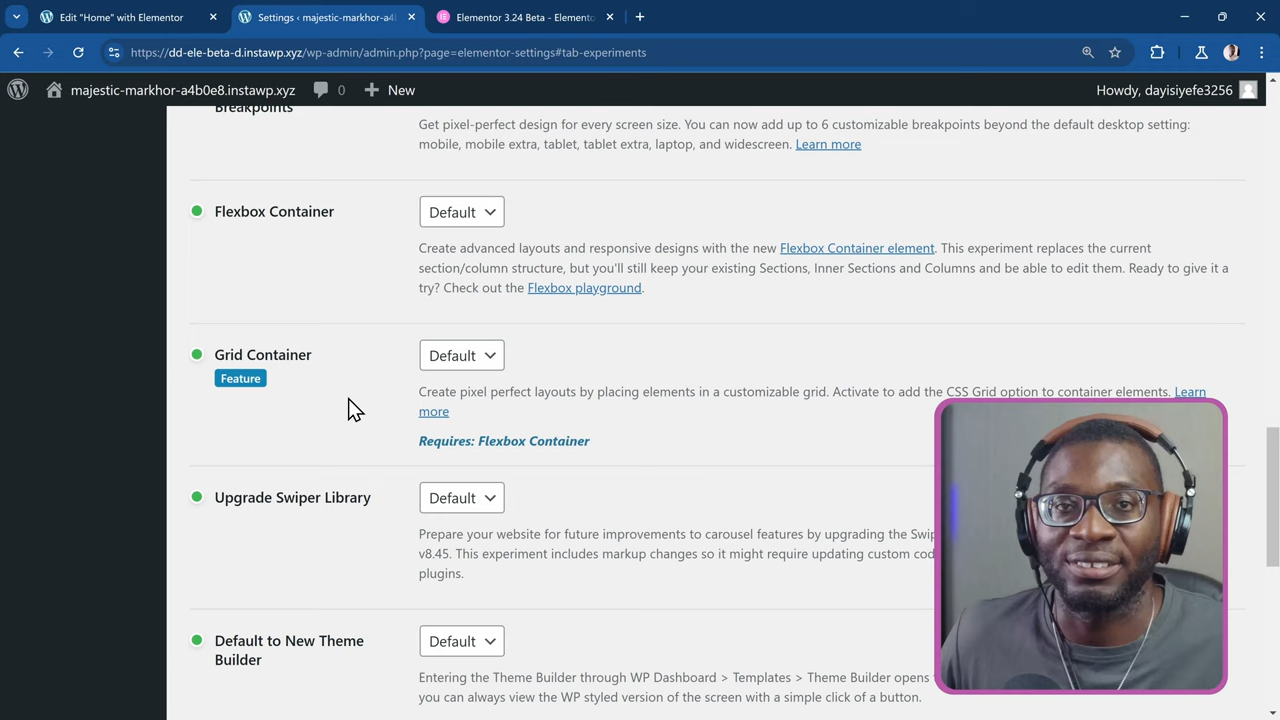 Edit "Home" with Elementor
Settings ‹ majestic-markhor-a4b
Elementor 3.24 Beta - Elemento
https://dd-ele-beta-d.instawp.xyz/wp-admin/admin.php?page=elementor-settings#tab-experiments
majestic-markhor-a4b0e8.instawp.xyz 0 New Howdy, dayisiyefe3256
Breakpoints
Get pixel-perfect design for every screen size. You can now add up to 6 customizable breakpoints beyond the default desktop setting:
mobile, mobile extra, tablet, tablet extra, laptop, and widescreen. Learn more
Flexbox Container Default
Create advanced layouts and responsive designs with the new Flexbox Container element. This experiment replaces the current
section/column structure, but you'll still keep your existing Sections, Inner Sections and Columns and be able to edit them. Ready to give it a
try? Check out the Flexbox playground.
Grid Container Default
Feature
Create pixel perfect layouts by placing elements in a customizable grid. Activate to add the CSS Grid option to container elements. Learn
more
Requires: Flexbox Container
Upgrade Swiper Library Default
Prepare your website for future improvements to carousel features by upgrading the Swip
v8.45. This experiment includes markup changes so it might require updating custom cod
plugins.
Default to New Theme Default
Builder
Entering the Theme Builder through WP Dashboard > Templates > Theme Builder opens
you can always view the WP styled version of the screen with a simple click of a button.